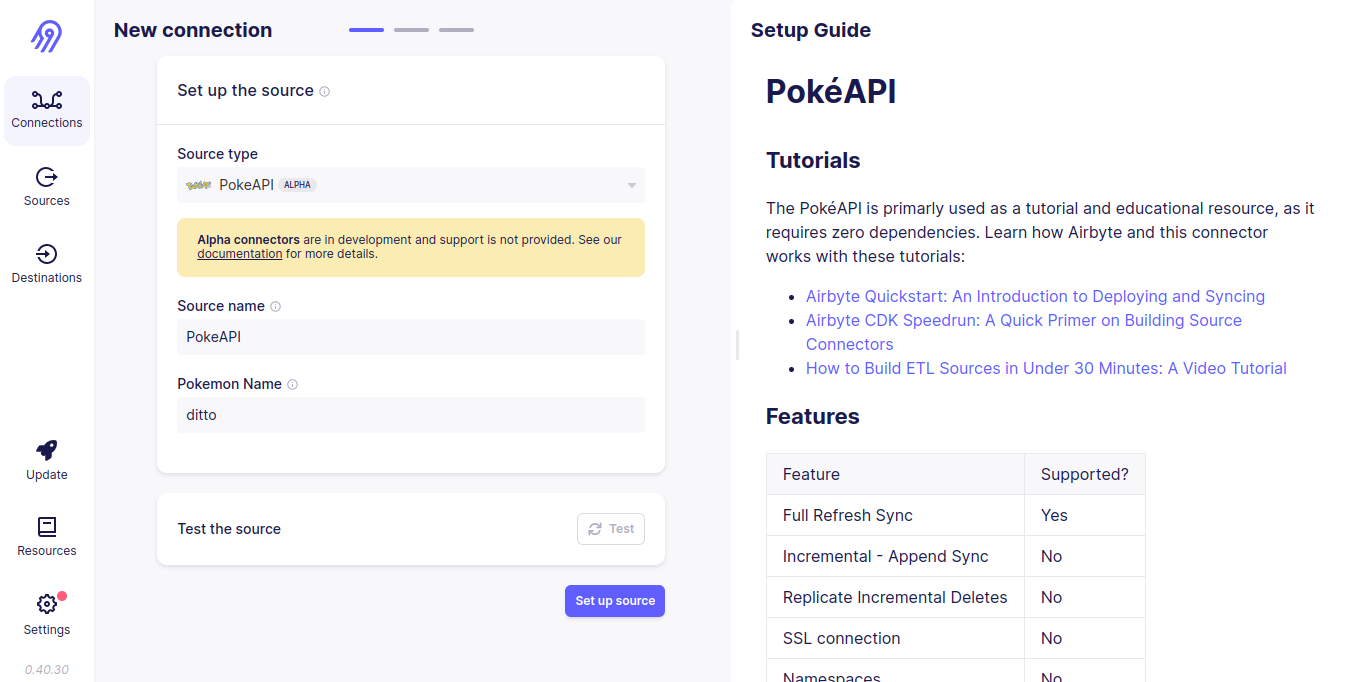 Connections
Sources
Destinations
Update
Resources
Settings
0.40.30
New connection
Set up the source
Source type
PokeAPI ALPHA
Alpha connectors are in development and support is not provided. See our
documentation for more details.
Source name
PokeAPI
Pokemon Name
ditto
Test the source
Test
Set up source
Setup Guide
PokéAPI
Tutorials
The PokéAPI is primarly used as a tutorial and educational resource, as it
requires zero dependencies. Learn how Airbyte and this connector
works with these tutorials:
Airbyte Quickstart: An Introduction to Deploying and Syncing
Airbyte CDK Speedrun: A Quick Primer on Building Source
Connectors
How to Build ETL Sources in Under 30 Minutes: A Video Tutorial
Features
Feature Supported?
Full Refresh Sync Yes
Incremental - Append Sync No
Replicate Incremental Deletes No
SSL connection No
Namespaces No